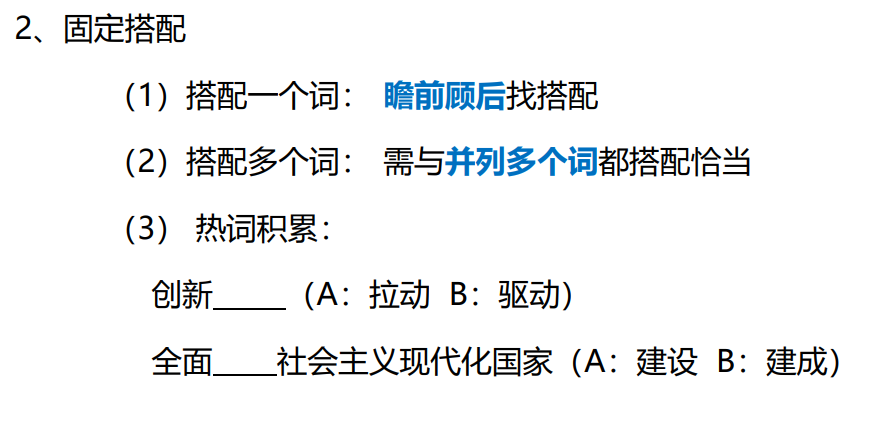 2、固定搭配
（1）搭配一个词： 瞻前顾后找搭配
（2）搭配多个词： 需与并列多个词都搭配恰当
（3） 热词积累：
创新_____（A：拉动 B：驱动）
全面____社会主义现代化国家（A：建设 B：建成）